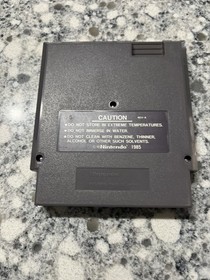 CAUTION
•DO NOT STORE IN EXTREME TEMPERATURES.
•DO NOT IMMERSE IN WATER.
•DO NOT CLEAN WITH BENZENE, THINNER,
ALCOHOL OR OTHER SUCH SOLVENTS.
Nintendo 1985